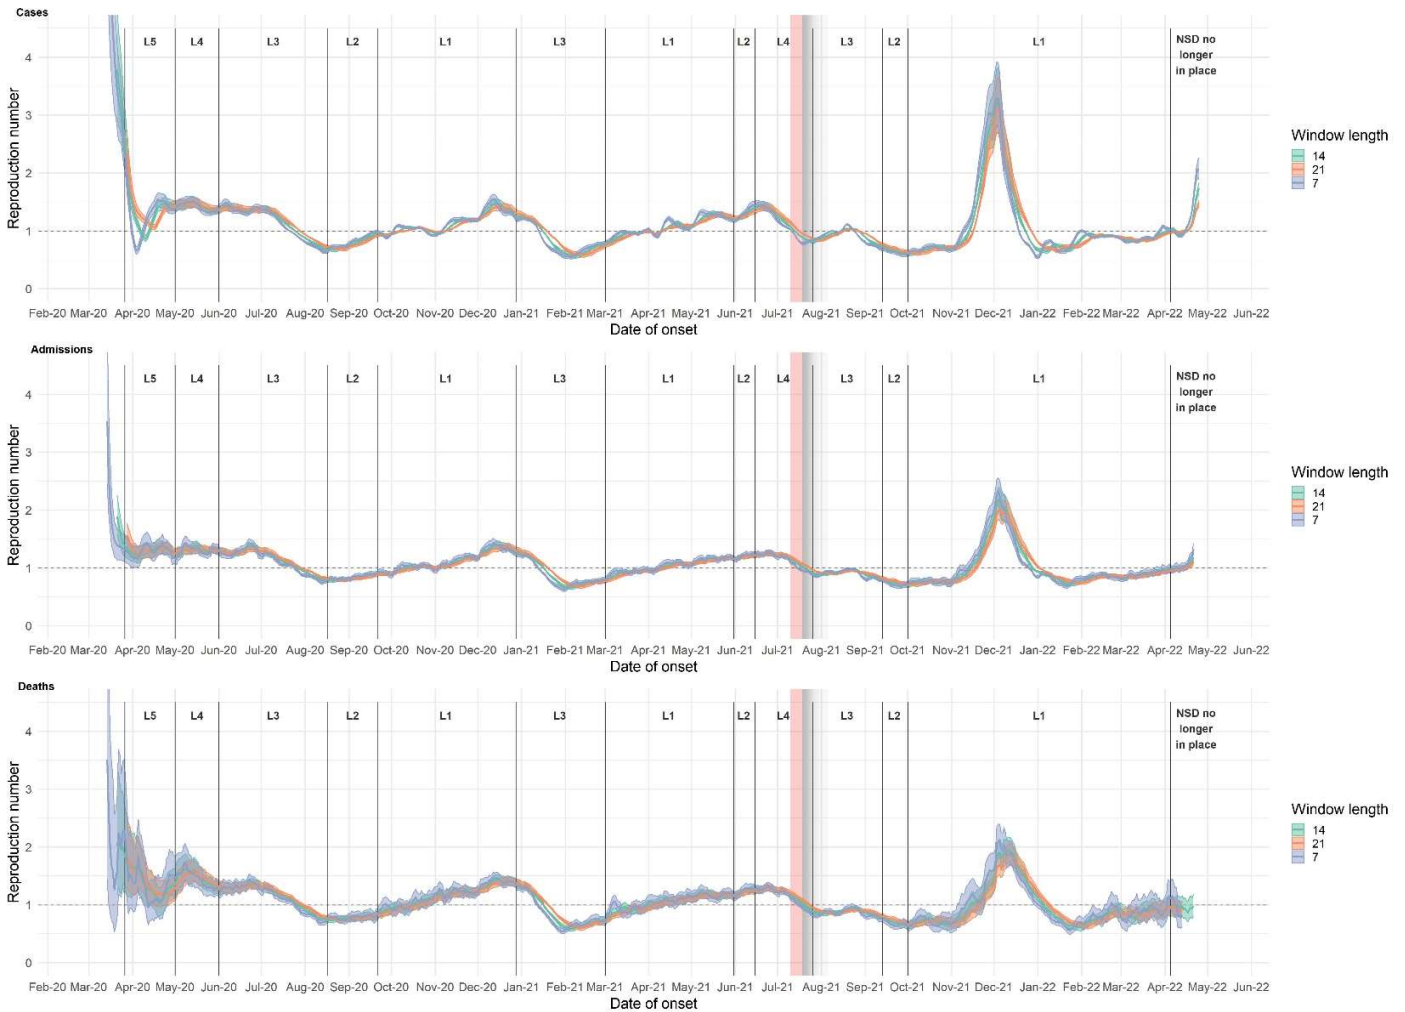 Cases
L5 L4 L3 L2 L1 L3 L1 L2 L4 L3 L2 L1 NSD no
longer
in place
4
3
2
1
0
Reproduction number
Feb-20 Mar-20 Apr-20 May-20 Jun-20 Jul-20 Aug-20 Sep-20 Oct-20 Nov-20 Dec-20 Jan-21 Feb-21 Mar-21 Apr-21 May-21 Jun-21 Jul-21 Aug-21 Sep-21 Oct-21 Nov-21 Dec-21 Jan-22 Feb-22 Mar-22 Apr-22 May-22 Jun-22
Date of onset
Window length
14
21
7
Admissions
L5 L4 L3 L2 L1 L3 L1 L2 L4 L3 L2 L1 NSD no
longer
in place
4
3
2
1
0
Reproduction number
Feb-20 Mar-20 Apr-20 May-20 Jun-20 Jul-20 Aug-20 Sep-20 Oct-20 Nov-20 Dec-20 Jan-21 Feb-21 Mar-21 Apr-21 May-21 Jun-21 Jul-21 Aug-21 Sep-21 Oct-21 Nov-21 Dec-21 Jan-22 Feb-22 Mar-22 Apr-22 May-22 Jun-22
Date of onset
Window length
14
21
7
Deaths
L5 L4 L3 L2 L1 L3 L1 L2 L4 L3 L2 L1 NSD no
longer
in place
4
3
2
1
0
Reproduction number
Feb-20 Mar-20 Apr-20 May-20 Jun-20 Jul-20 Aug-20 Sep-20 Oct-20 Nov-20 Dec-20 Jan-21 Feb-21 Mar-21 Apr-21 May-21 Jun-21 Jul-21 Aug-21 Sep-21 Oct-21 Nov-21 Dec-21 Jan-22 Feb-22 Mar-22 Apr-22 May-22 Jun-22
Date of onset
Window length
14
21
7